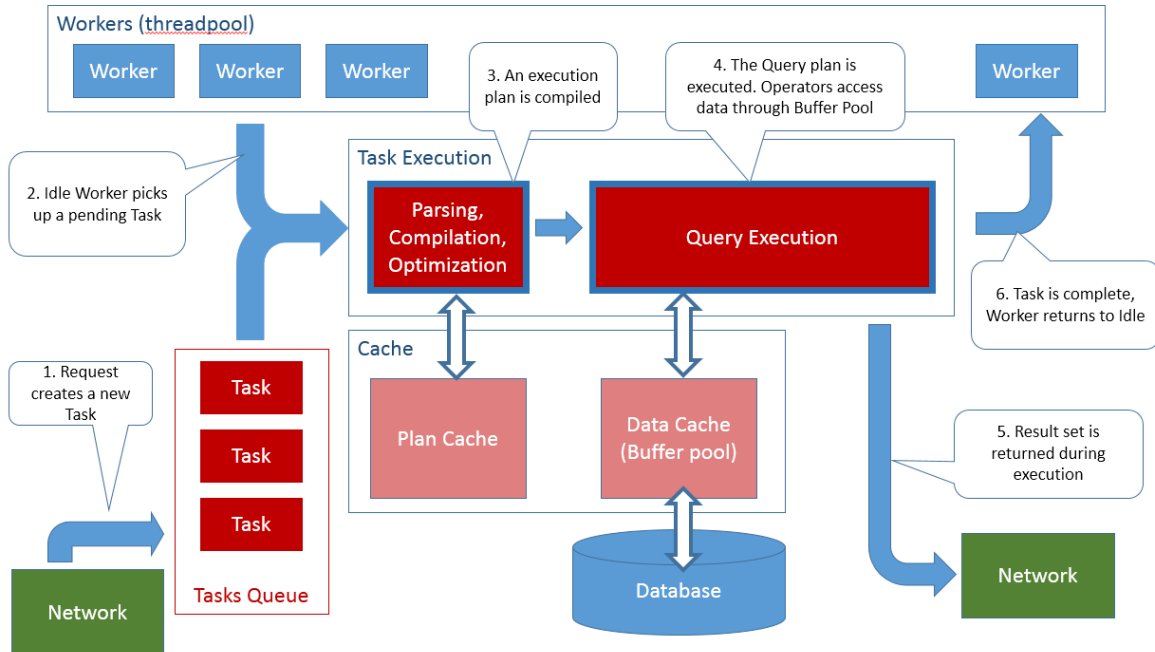 Workers (threadpool)
Worker
Worker
Worker
Worker
3. An execution
plan is compiled
4. The Query plan is
executed. Operators access
data through Buffer Pool
2. Idle Worker picks
up a pending Task
Task Execution
Parsing,
Compilation,
Optimization
Query Execution
6. Task is complete,
Worker returns to Idle
1. Request
creates a new
Task
Task
Task
Task
Tasks Queue
Cache
Plan Cache
Data Cache
(Buffer pool)
5. Result set is
returned during
execution
Network
Database
Network